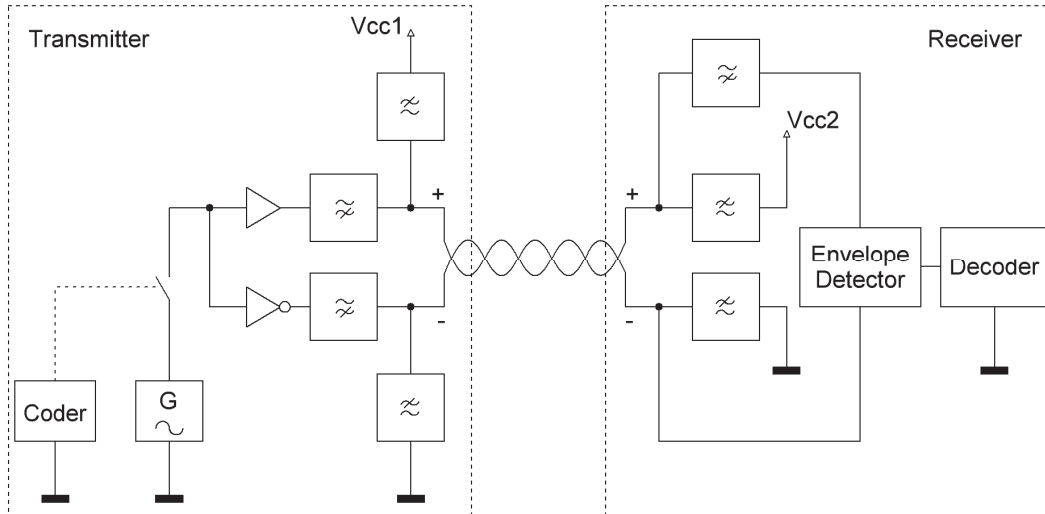 Transmitter
Vcc1
Receiver
Vcc2
+
+
Envelope
Detector
Decoder
-
-
Coder
G